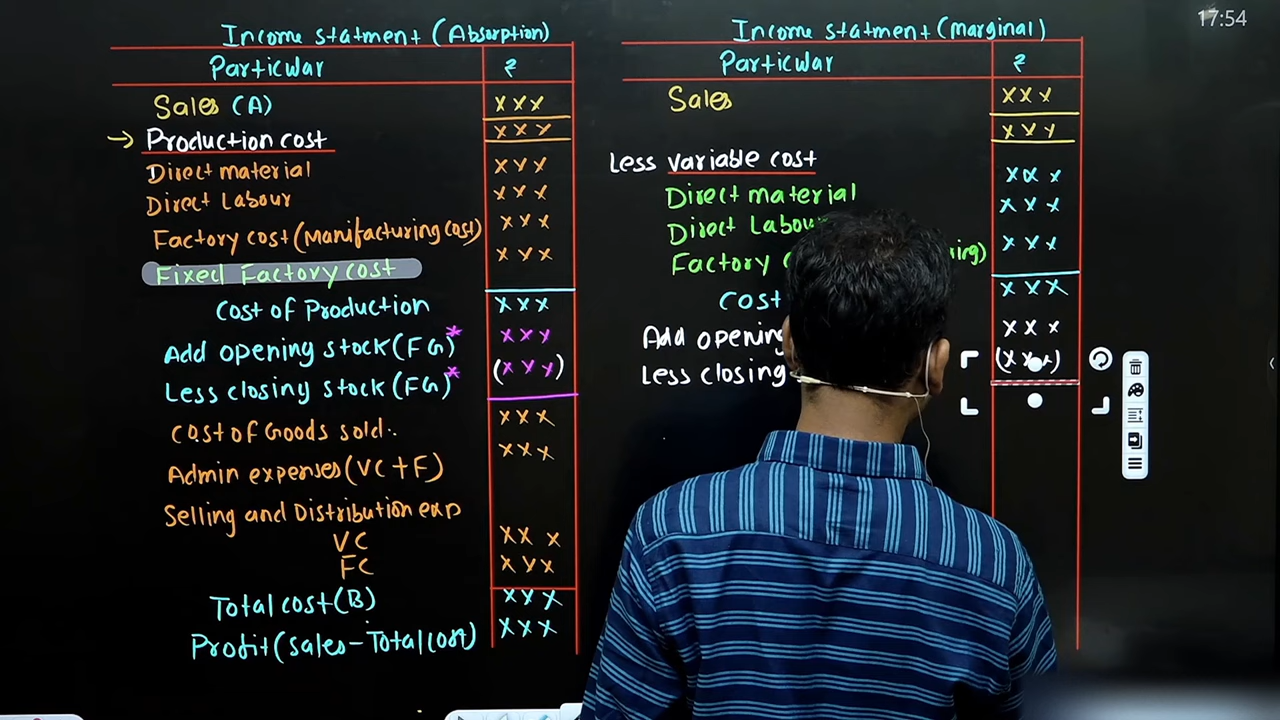 17:54
Income statment (Absorption)
Particular ₹
Sales (A) xxx
xxx
→ Production cost
Direct material xxx
Direct Labour xxx
Factory cost (Manufacturing cost) xxx
Fixed Factory cost xxx
Cost of Production xxx
Add opening stock (FG)* xxx
Less closing stock (FG)* (xxx)
Cost of Goods sold.. xxx
Admin expenses (VC+F) xxx
Selling and Distribution exp
VC xxx
FC xxx
Total cost (B) xxx
Profit (Sales - Total cost) xxx
Income statment (marginal)
Particular ₹
Sales xxx
xxx
Less variable cost
Direct material xxx
Direct Labou xxx
Factory ing) xxx
Cost xxx
Add opening xxx
Less closing (xxx)